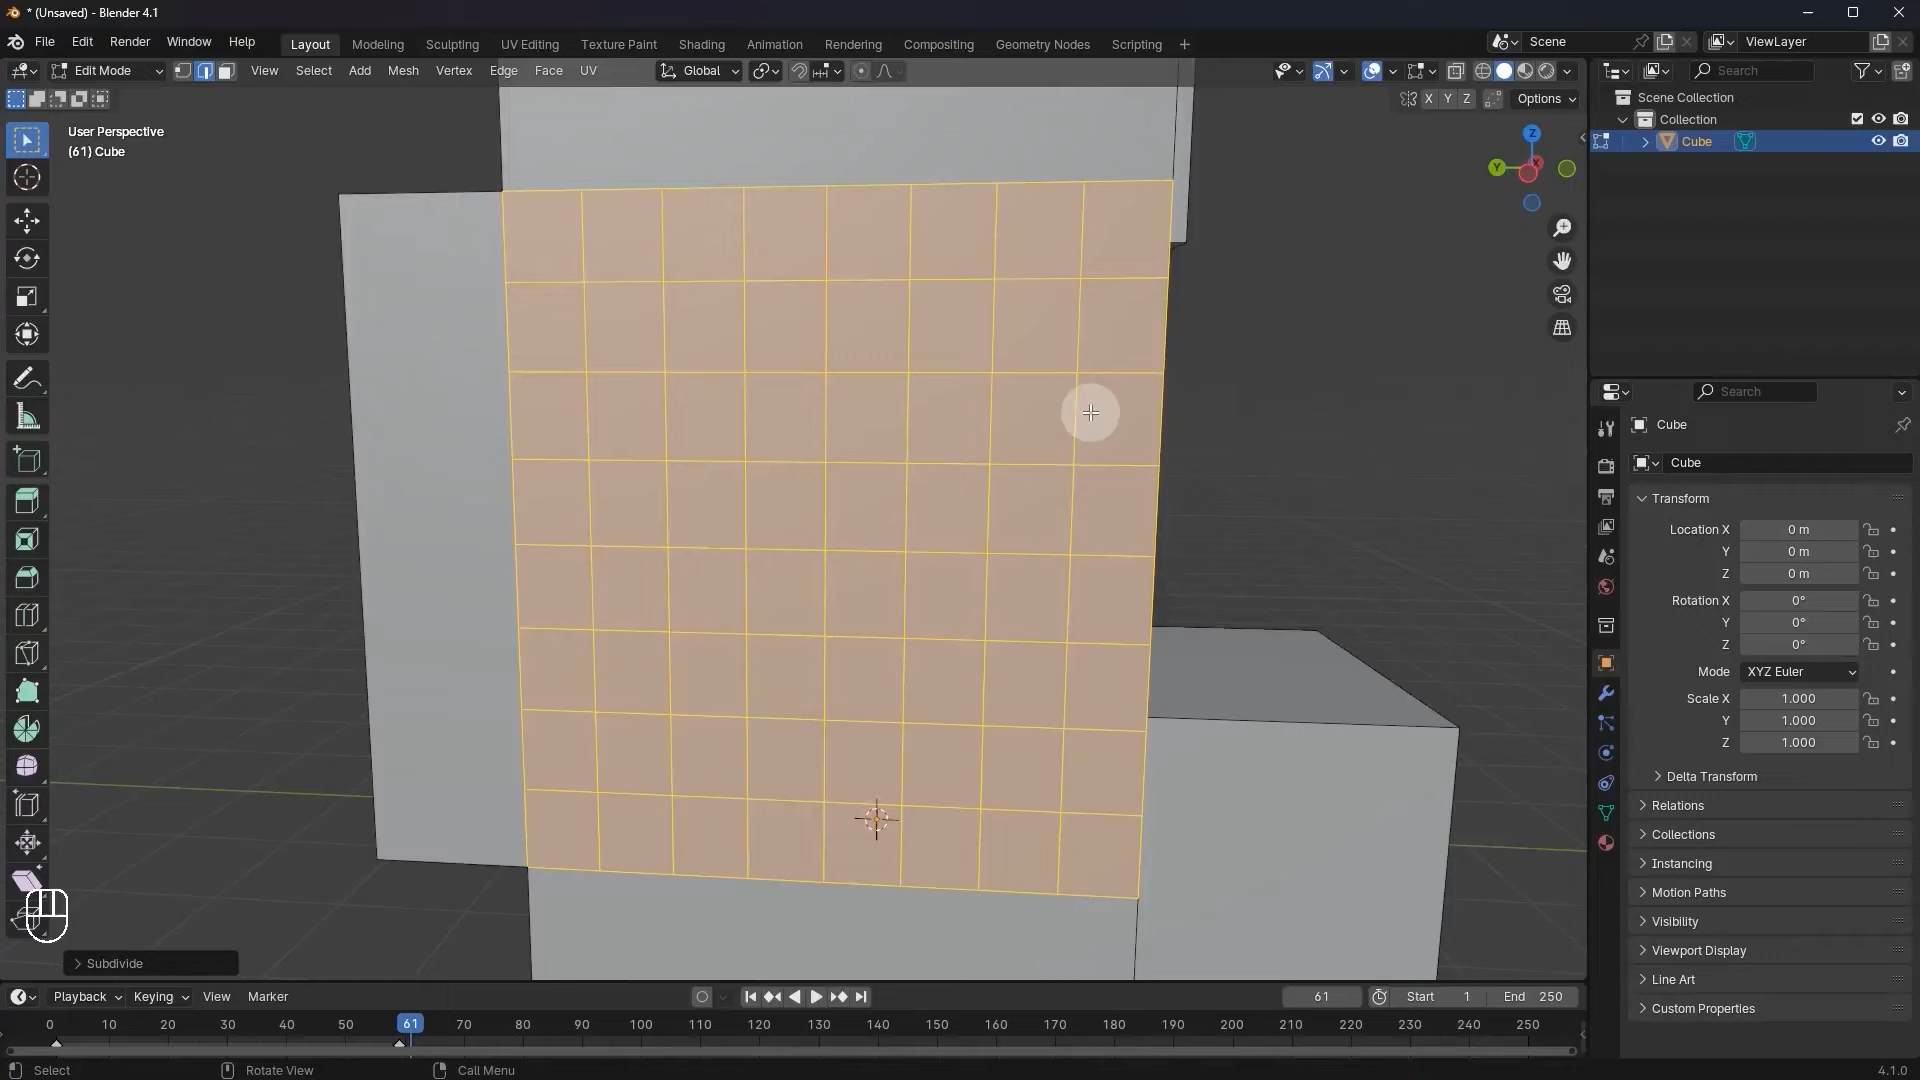 * (Unsaved) - Blender 4.1
File Edit Render Window Help Layout Modeling Sculpting UV Editing Texture Paint Shading Animation Rendering Compositing Geometry Nodes Scripting + Scene ViewLayer
Edit Mode View Select Add Mesh Vertex Edge Face UV Global Search
X Y Z Options
User Perspective
(61) Cube
Z
Y
X
Scene Collection
Collection
Cube
Search
Cube
Cube
Transform
Location X 0 m
Y 0 m
Z 0 m
Rotation X 0°
Y 0°
Z 0°
Mode XYZ Euler
Scale X 1.000
Y 1.000
Z 1.000
Delta Transform
Relations
Collections
Instancing
Motion Paths
Visibility
Viewport Display
Line Art
Custom Properties
Subdivide
Playback Keying View Marker 61 Start 1 End 250
0 10 20 30 40 50 61 70 80 90 100 110 120 130 140 150 160 170 180 190 200 210 220 230 240 250
Select Rotate View Call Menu 4.1.0